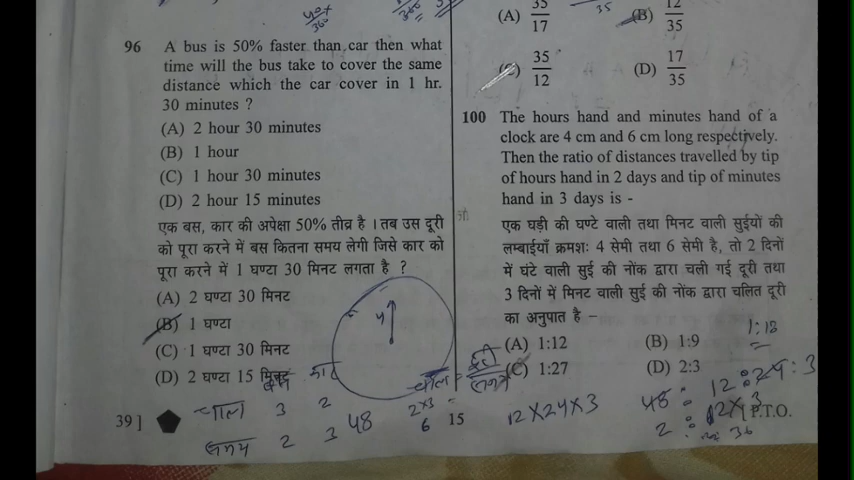 96 A bus is 50% faster than car then what
time will the bus take to cover the same
distance which the car cover in 1 hr.
30 minutes ?
(A) 2 hour 30 minutes
(B) 1 hour
(C) 1 hour 30 minutes
(D) 2 hour 15 minutes
एक बस, कार की अपेक्षा 50% तीव्र है । तब उस दूरी
को पूरा करने में बस कितना समय लेगी जिसे कार को
पूरा करने में 1 घण्टा 30 मिनट लगता है ?
(A) 2 घण्टा 30 मिनट
(B) 1 घण्टा
(C) 1 घण्टा 30 मिनट
(D) 2 घण्टा 15 मिनट
चाल 3 2
समय 2 3
48
4
39 ]
(A) 35/17
(B) 12/35
(C) 35/12
(D) 17/35
100 The hours hand and minutes hand of a
clock are 4 cm and 6 cm long respectively.
Then the ratio of distances travelled by tip
of hours hand in 2 days and tip of minutes
hand in 3 days is -
एक घड़ी की घण्टे वाली तथा मिनट वाली सुईयों की
लम्बाईयाँ क्रमशः 4 सेमी तथा 6 सेमी है, तो 2 दिनों
में घंटे वाली सुई की नोंक द्वारा चली गई दूरी तथा
3 दिनों में मिनट वाली सुई की नोंक द्वारा चलित दूरी
का अनुपात है –
(A) 1:12
(B) 1:9
(C) 1:27
(D) 2:3
1:18
चाल = दूरी/समय
2×3
6
12×24×3
15
P.T.O.